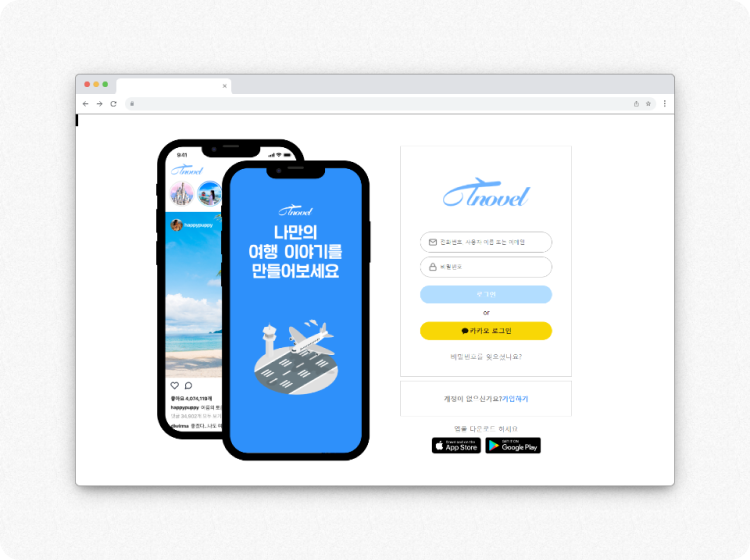 9:41
Tnovel
happypuppy
좋아요 4,074,119개
happypuppy
Tnovel
나만의
여행 이야기를
만들어보세요
Tnovel
전화번호, 사용자 이름 또는 이메일
비밀번호
로그인
or
카카오 로그인
비밀번호를 잊으셨나요?
계정이 없으신가요?가입하기
앱을 다운로드 하세요
Download on the
App Store
GET IT ON
Google Play